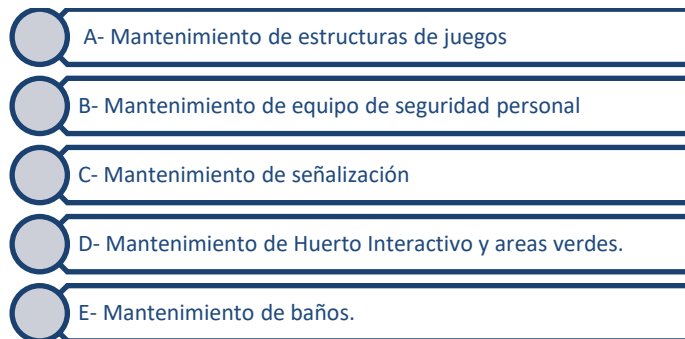 A- Mantenimiento de estructuras de juegos
B- Mantenimiento de equipo de seguridad personal
C- Mantenimiento de señalización
D- Mantenimiento de Huerto Interactivo y areas verdes.
E- Mantenimiento de baños.